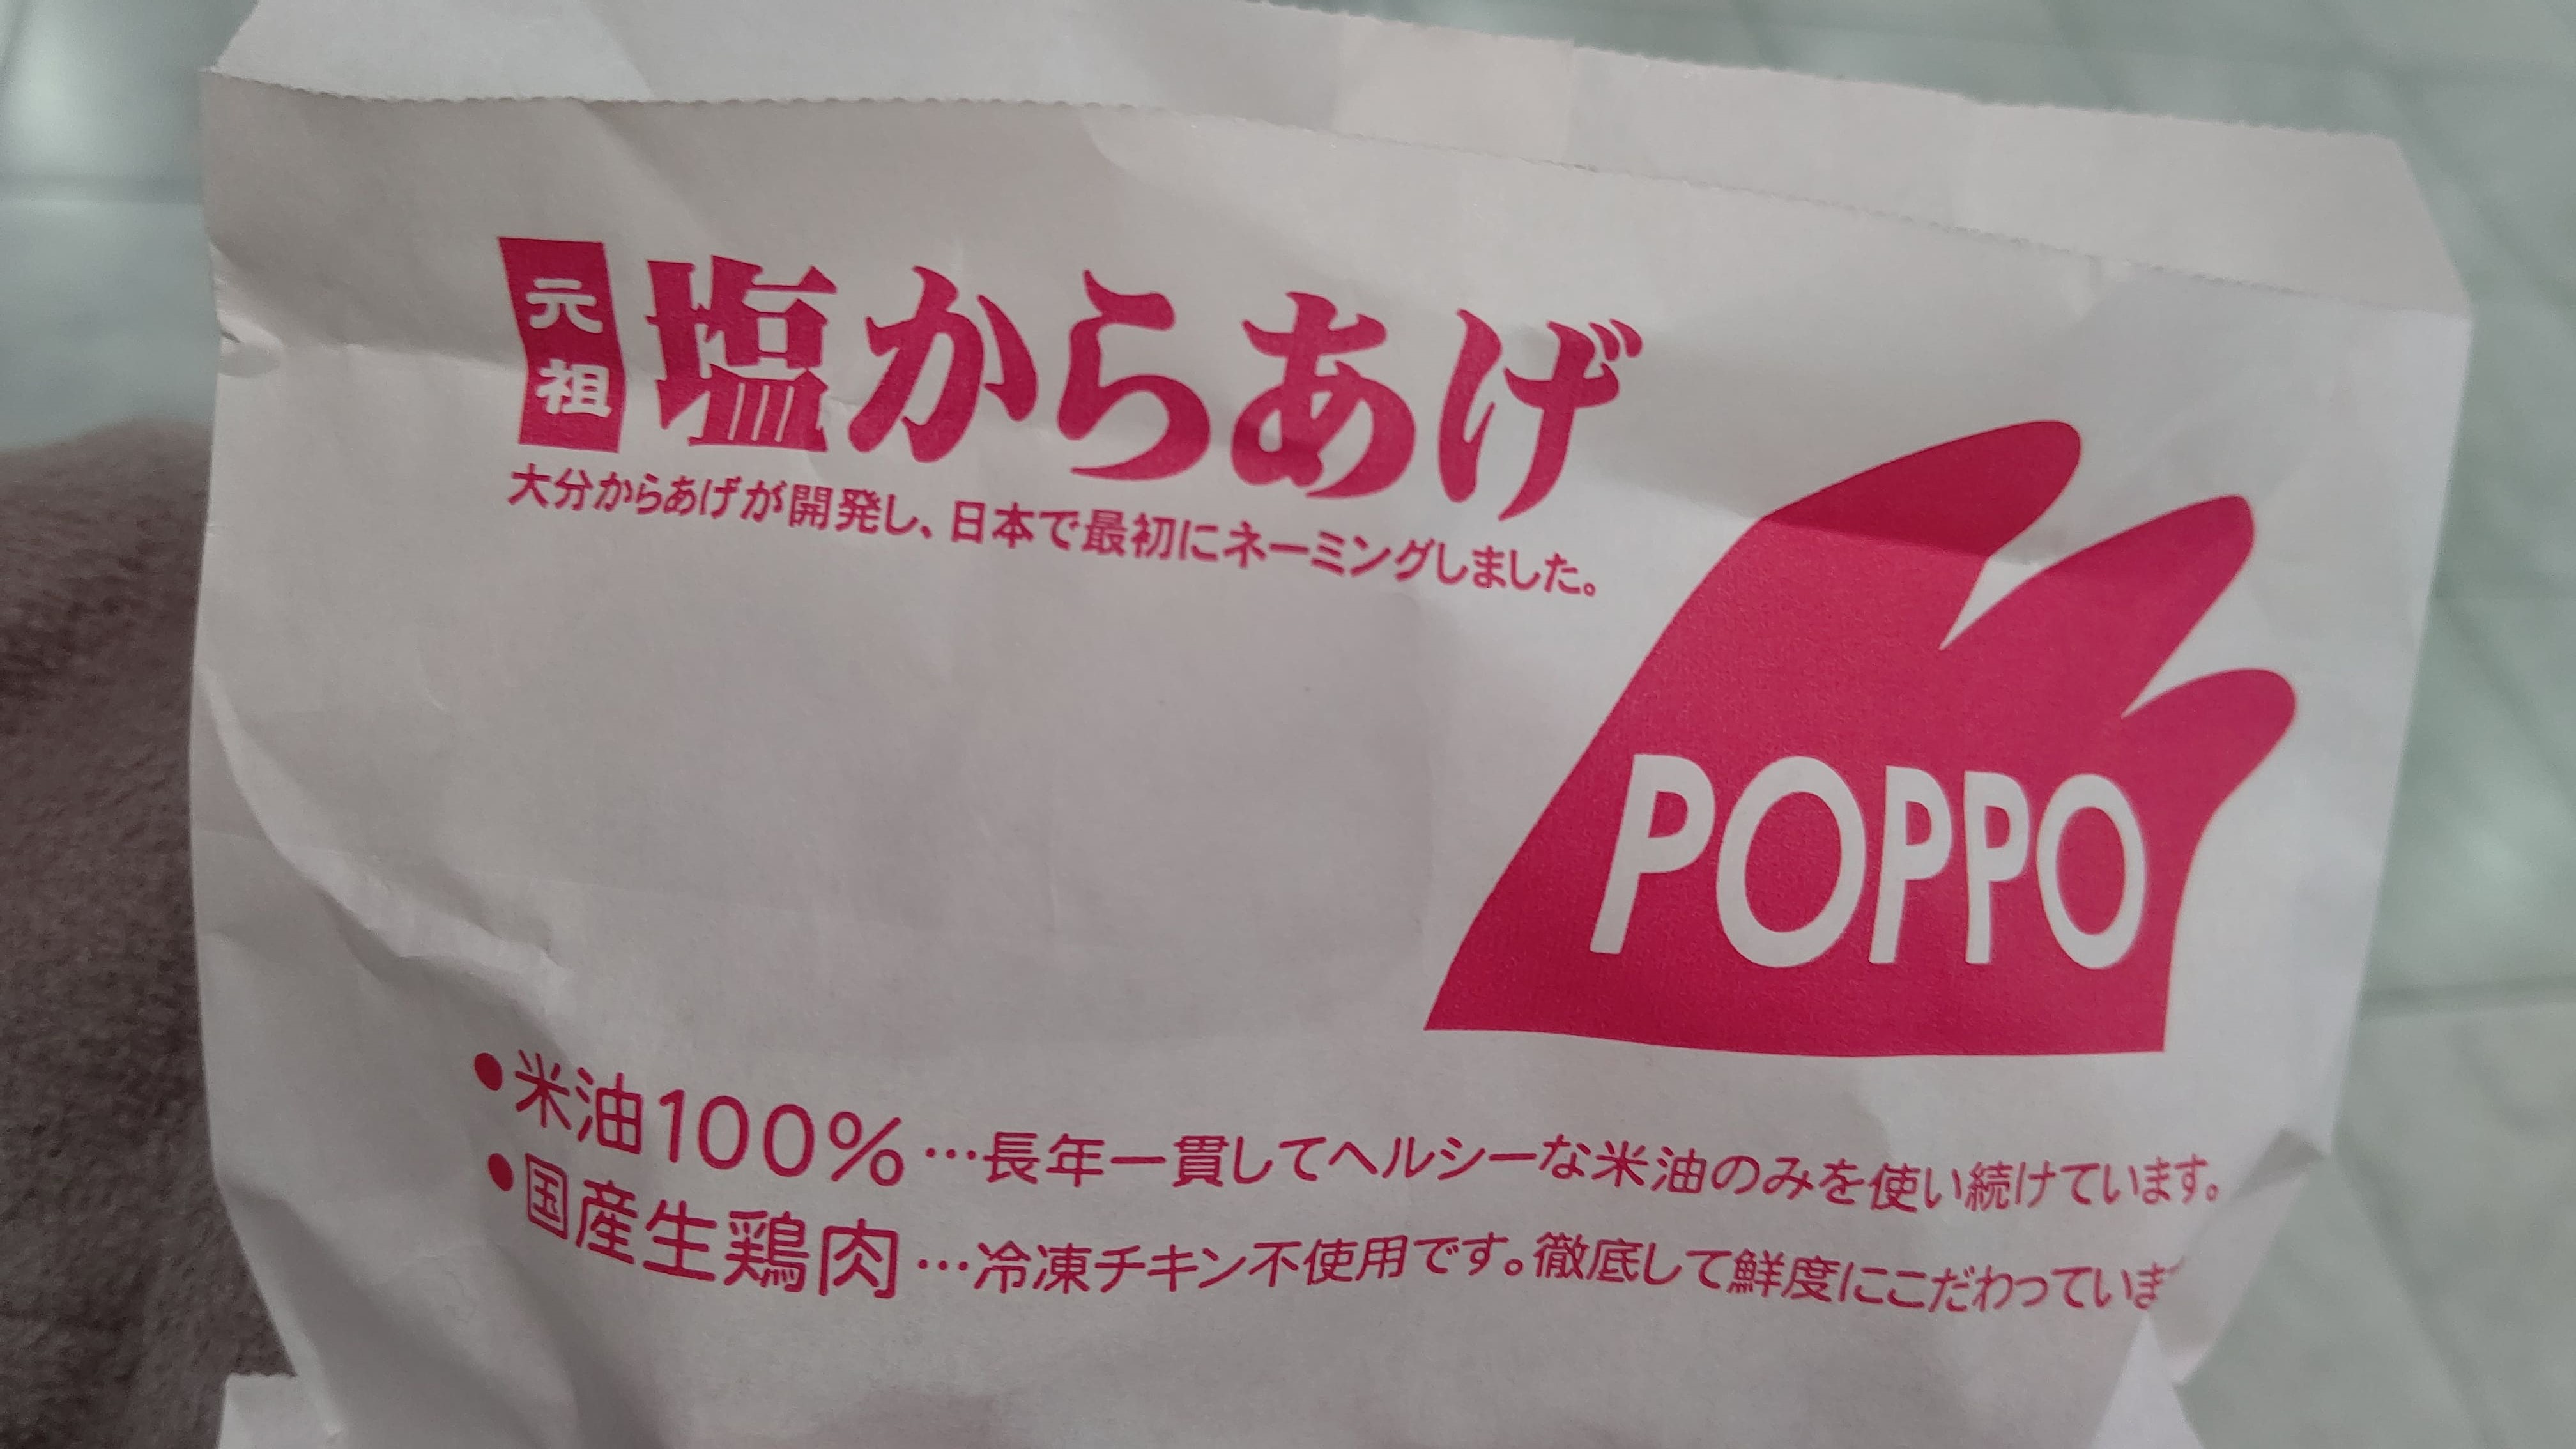 元祖 塩からあげ
大分からあげが開発し、日本で最初にネーミングしました。
POPPO
●米油100%…長年一貫してヘルシーな米油のみを使い続けています。
●国産生鶏肉…冷凍チキン不使用です。徹底して鮮度にこだわっていま